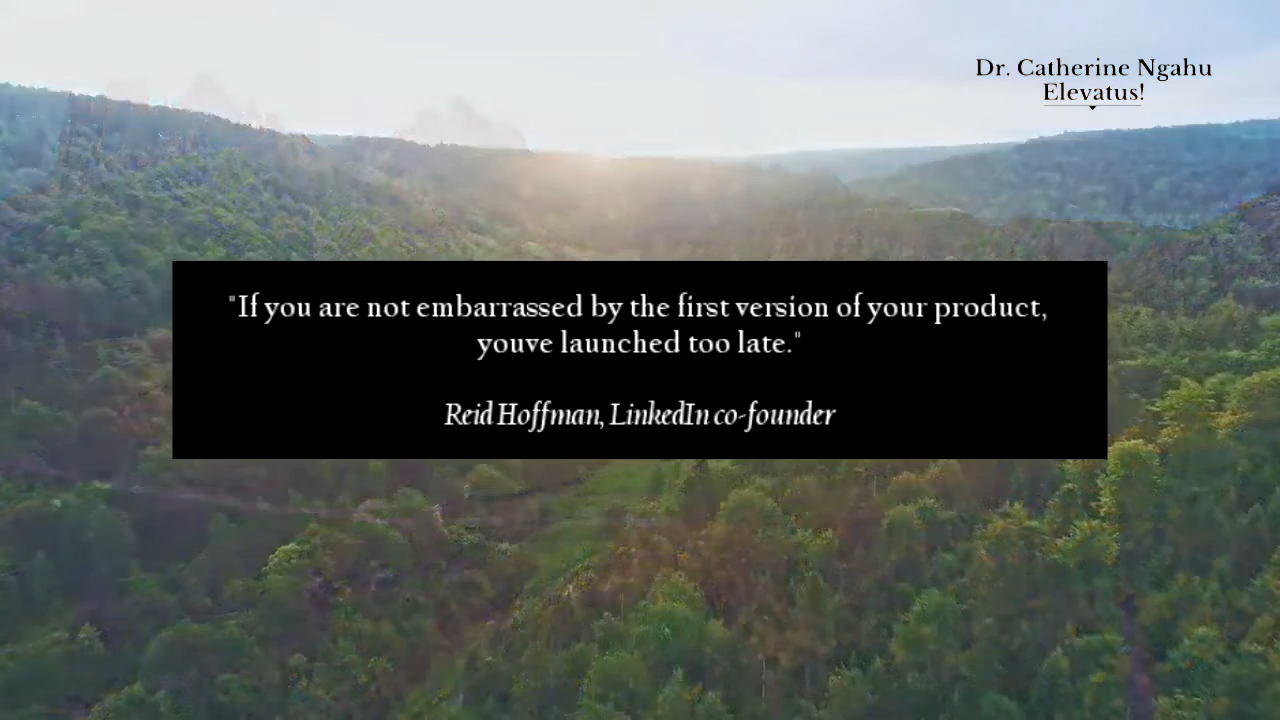 Dr. Catherine Ngahu
Elevatus!
"If you are not embarrassed by the first version of your product,
youve launched too late."
Reid Hoffman, LinkedIn co-founder